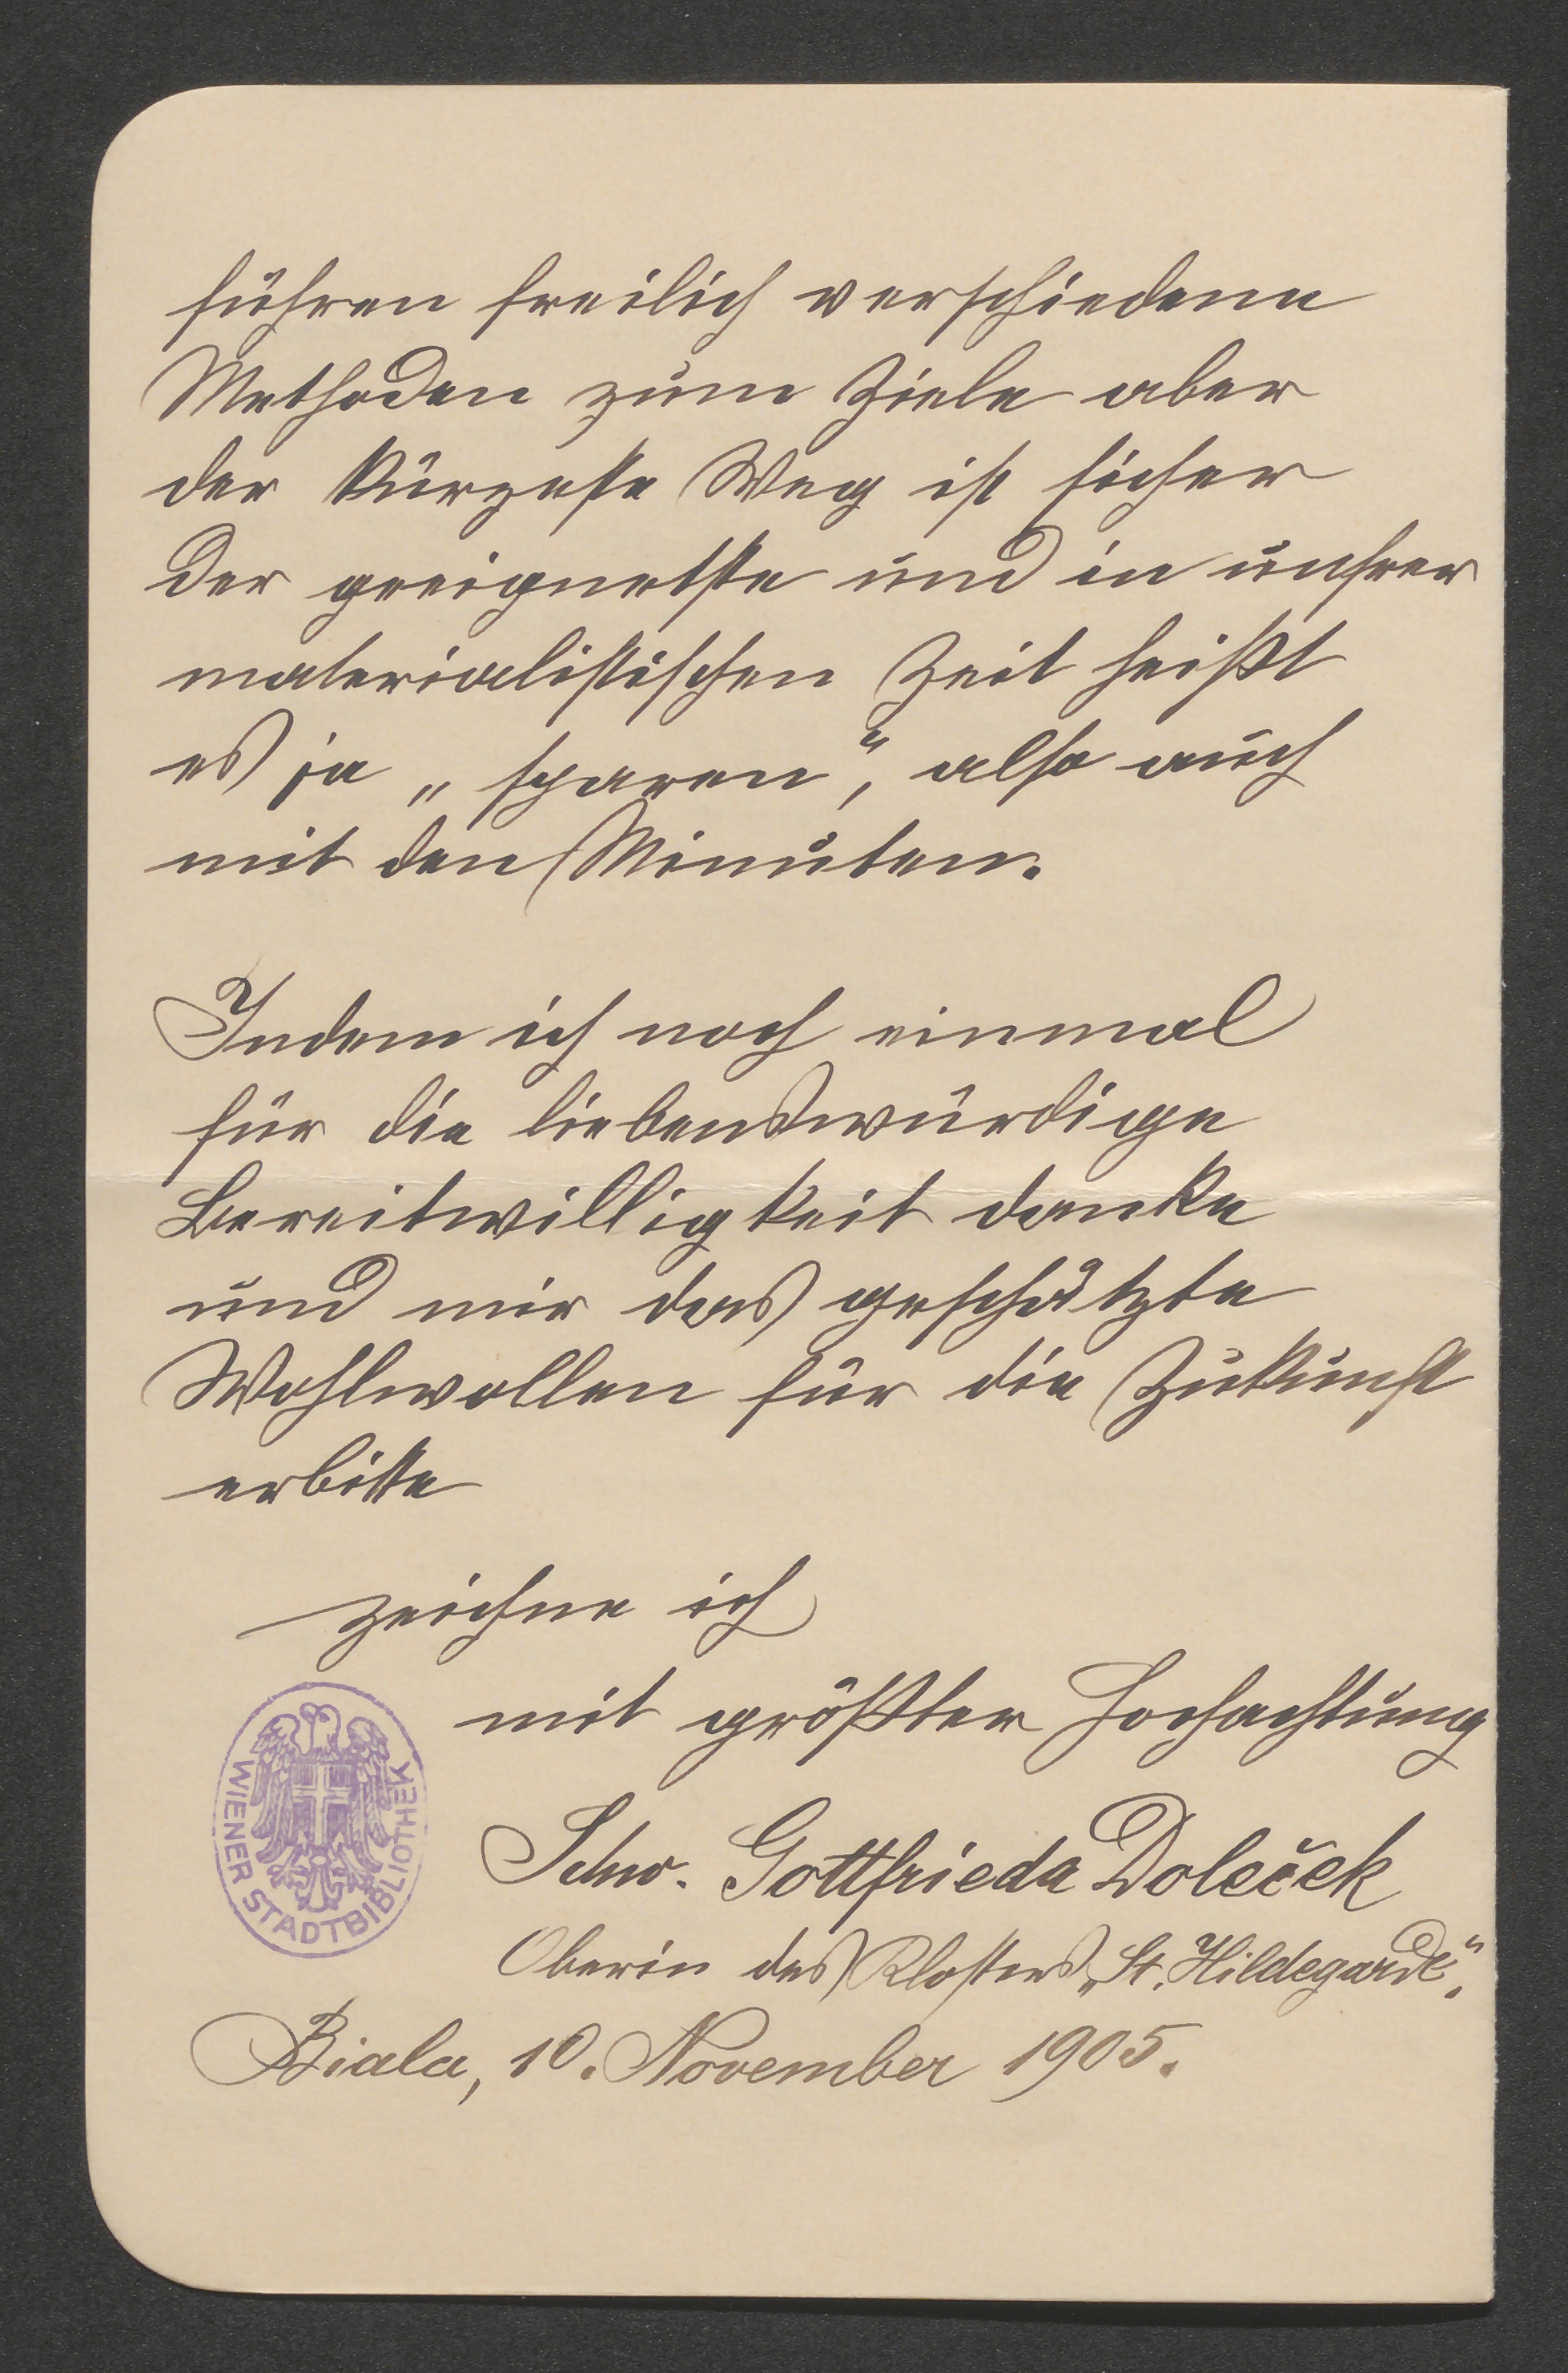 führen freilich verschiedene
Methoden zum Ziele aber
der kürzeste Weg ist sicher
der geeignetste und in unsrer
materialistischen Zeit heißt
es ja „sparen“, also auch
mit den Minuten.
Indem ich noch einmal
für die liebenswürdige
Bereitwilligkeit danke
und mir das geschätzte
Wohlwollen für die Zukunft
erbitte
zeichne ich
mit größter Hochachtung
Schw. Gottfrieda Doleček
Oberin des Klosters „St. Hildegarde“.
Biala, 10. November 1905.
WIENER STADTBIBLIOTHEK